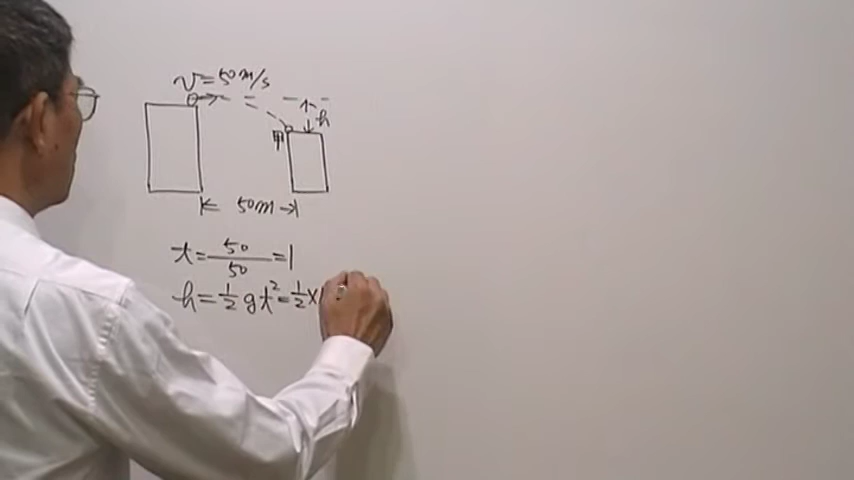 v=50m/s
h
甲
50m
t=50/50=1
h=1/2gt²=1/2×